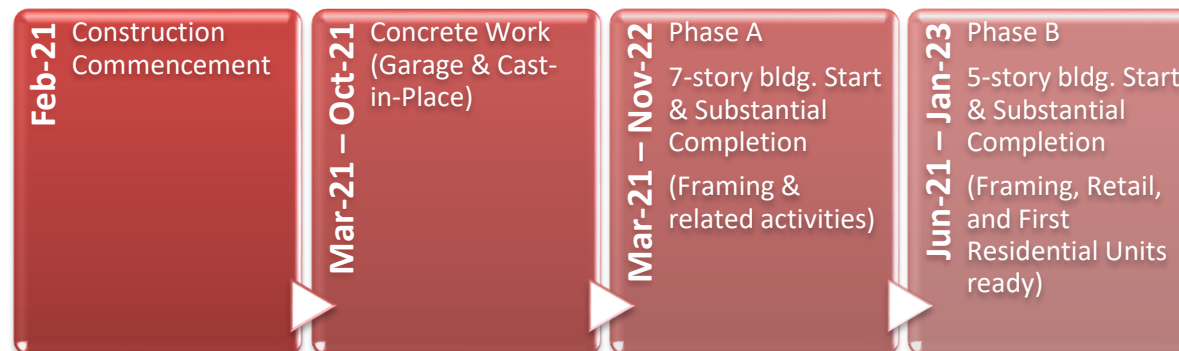 Feb-21
Construction
Commencement
Mar-21 – Oct-21
Concrete Work
(Garage & Cast-
in-Place)
Mar-21 – Nov-22
Phase A
7-story bldg. Start
& Substantial
Completion
(Framing &
related activities)
Jun-21 – Jan-23
Phase B
5-story bldg. Start
& Substantial
Completion
(Framing, Retail,
and First
Residential Units
ready)